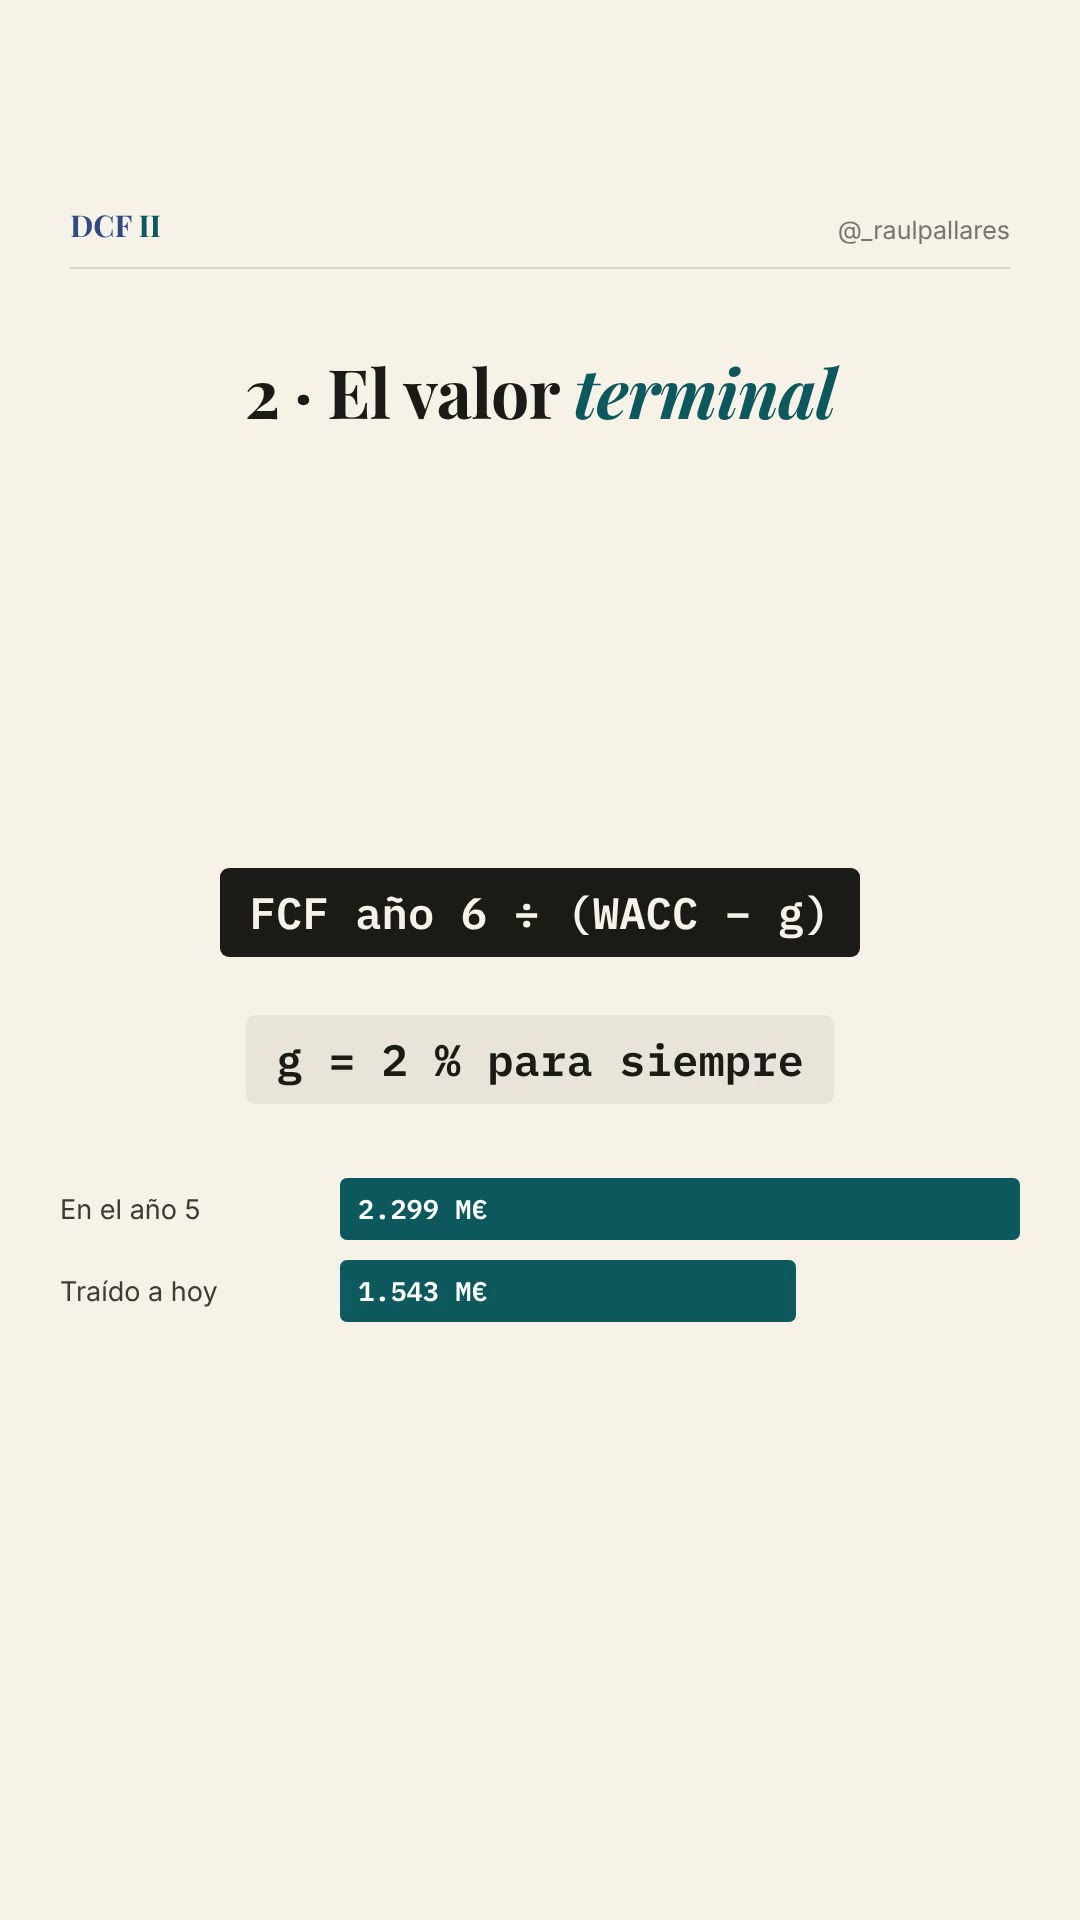 DCF II
@_raulpallares
2 · El valor terminal
FCF año 6 ÷ (WACC − g)
g = 2 % para siempre
En el año 5
2.299 M€
Traído a hoy
1.543 M€